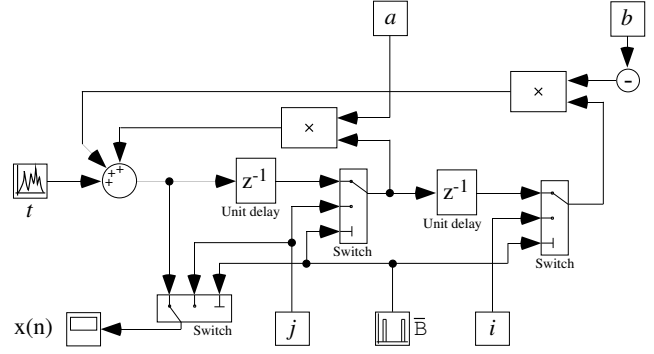 a
b
×
-
×
+
+
+
z-1
z-1
t
Unit delay
Unit delay
Switch
Switch
x(n)
Switch
j
B̅
i